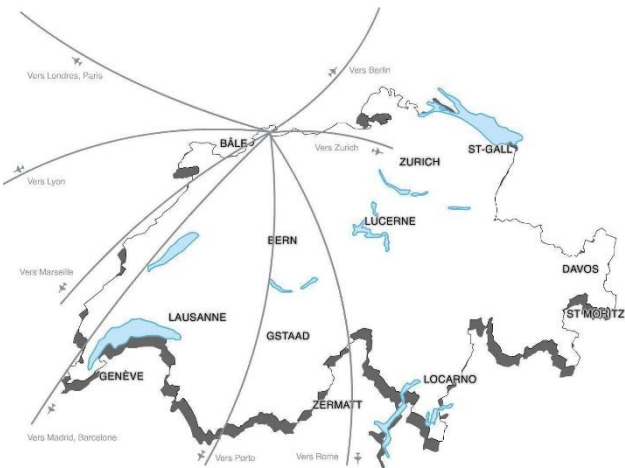 Vers Londres, Paris
Vers Berlin
BÂLE
Vers Zurich
ZURICH
ST-GALL
Vers Lyon
LUCERNE
BERN
Vers Marseille
DAVOS
LAUSANNE
ST MORITZ
GSTAAD
GENÈVE
LOCARNO
ZERMATT
Vers Madrid, Barcelone
Vers Porto
Vers Rome